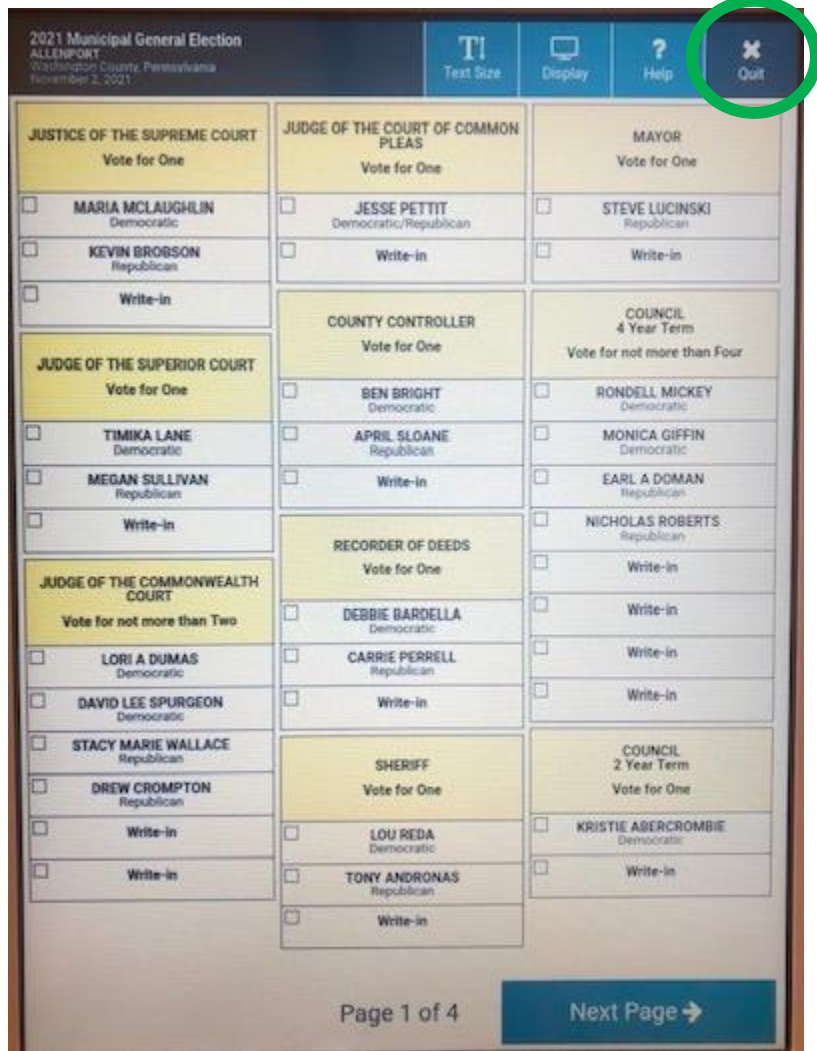 2021 Municipal General Election
ALLENPORT
Washington County, Pennsylvania
November 2, 2021
T!
Text Size
Display
?
Help
Quit
JUSTICE OF THE SUPREME COURT
Vote for One
MARIA MCLAUGHLIN
Democratic
KEVIN BROBSON
Republican
Write-in
JUDGE OF THE SUPERIOR COURT
Vote for One
TIMIKA LANE
Democratic
MEGAN SULLIVAN
Republican
Write-in
JUDGE OF THE COMMONWEALTH
COURT
Vote for not more than Two
LORI A DUMAS
Democratic
DAVID LEE SPURGEON
Democratic
STACY MARIE WALLACE
Republican
DREW CROMPTON
Republican
Write-in
Write-in
JUDGE OF THE COURT OF COMMON
PLEAS
Vote for One
JESSE PETTIT
Democratic/Republican
Write-in
COUNTY CONTROLLER
Vote for One
BEN BRIGHT
Democratic
APRIL SLOANE
Republican
Write-in
RECORDER OF DEEDS
Vote for One
DEBBIE BARDELLA
Democratic
CARRIE PERRELL
Republican
Write-in
SHERIFF
Vote for One
LOU REDA
Democratic
TONY ANDRONAS
Republican
Write-in
MAYOR
Vote for One
STEVE LUCINSKI
Republican
Write-in
COUNCIL
4 Year Term
Vote for not more than Four
RONDELL MICKEY
Democratic
MONICA GIFFIN
Democratic
EARL A DOMAN
Republican
NICHOLAS ROBERTS
Republican
Write-in
Write-in
Write-in
Write-in
COUNCIL
2 Year Term
Vote for One
KRISTIE ABERCROMBIE
Democratic
Write-in
Page 1 of 4
Next Page